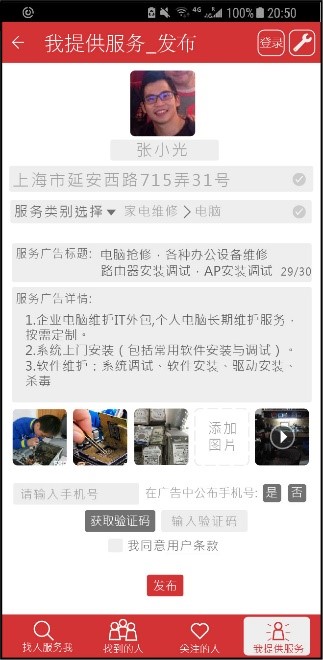 4G 100% 20:50
我提供服务_发布 登录
张小光
上海市延安西路715弄31号
服务类别选择 家电维修 > 电脑
服务广告标题: 电脑抢修，各种办公设备维修
路由器安装调试，AP安装调试 29/30
服务广告详情:
1.企业电脑维护IT外包,个人电脑长期维护服务，
按需定制。
2.系统上门安装（包括常用软件安装与调试）。
3.软件维护：系统调试、软件安装、驱动安装、
杀毒
添加
图片
请输入手机号 在广告中公布手机号: 是 否
获取验证码 输入验证码
我同意用户条款
发布
找人服务我 找到的人 关注的人 我提供服务